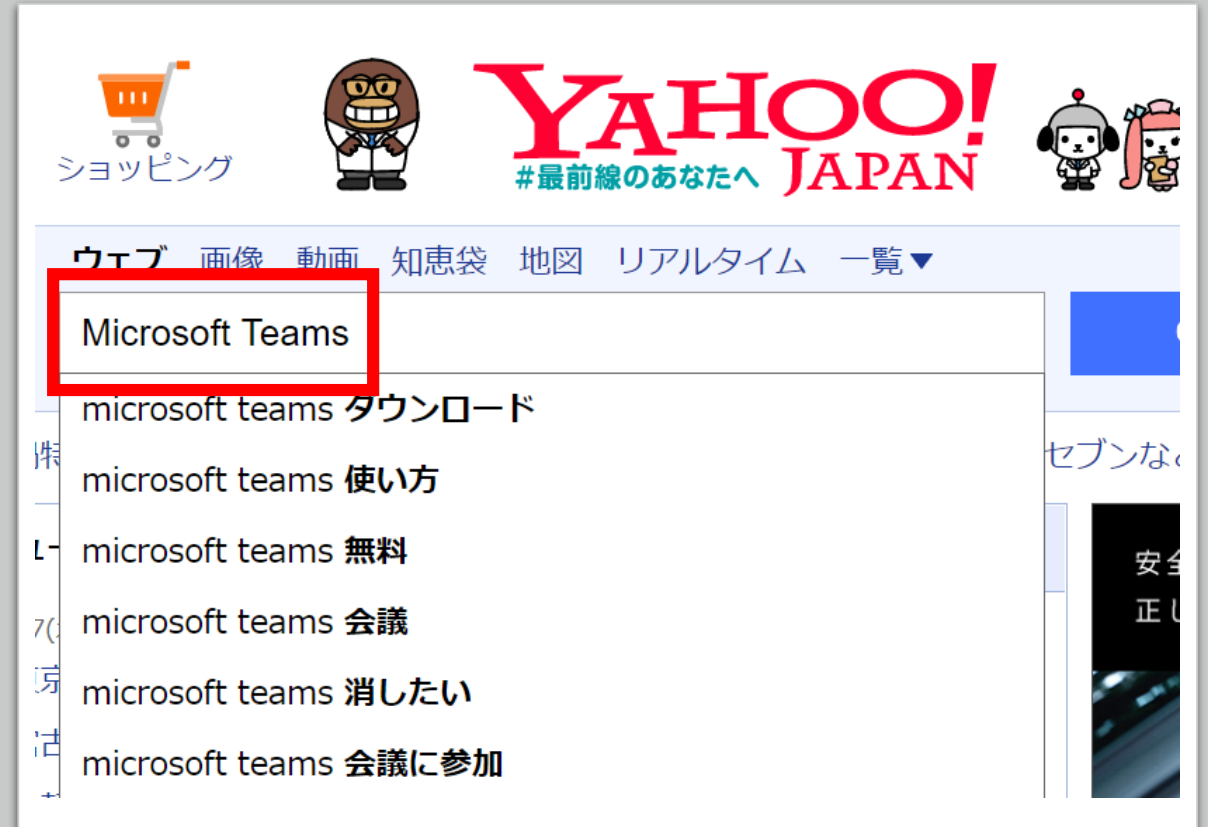 ショッピング
YAHOO!
JAPAN
#最前線のあなたへ
ウェブ 画像 動画 知恵袋 地図 リアルタイム 一覧▼
Microsoft Teams
microsoft teams ダウンロード
microsoft teams 使い方
microsoft teams 無料
microsoft teams 会議
microsoft teams 消したい
microsoft teams 会議に参加
セブンな
安全
正し